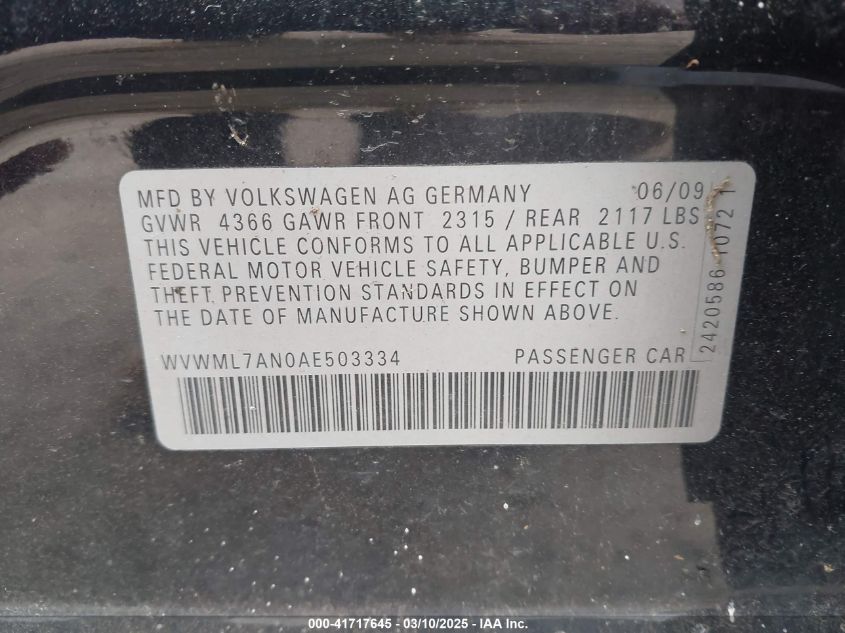 MFD BY VOLKSWAGEN AG GERMANY 06/09
GVWR 4366 GAWR FRONT 2315 / REAR 2117 LBS
THIS VEHICLE CONFORMS TO ALL APPLICABLE U.S.
FEDERAL MOTOR VEHICLE SAFETY, BUMPER AND
THEFT PREVENTION STANDARDS IN EFFECT ON
THE DATE OF MANUFACTURE SHOWN ABOVE.
WVWML7AN0AE503334 PASSENGER CAR
2420586 1072 1
000-41717645 — 03/10/2025 — IAA Inc.